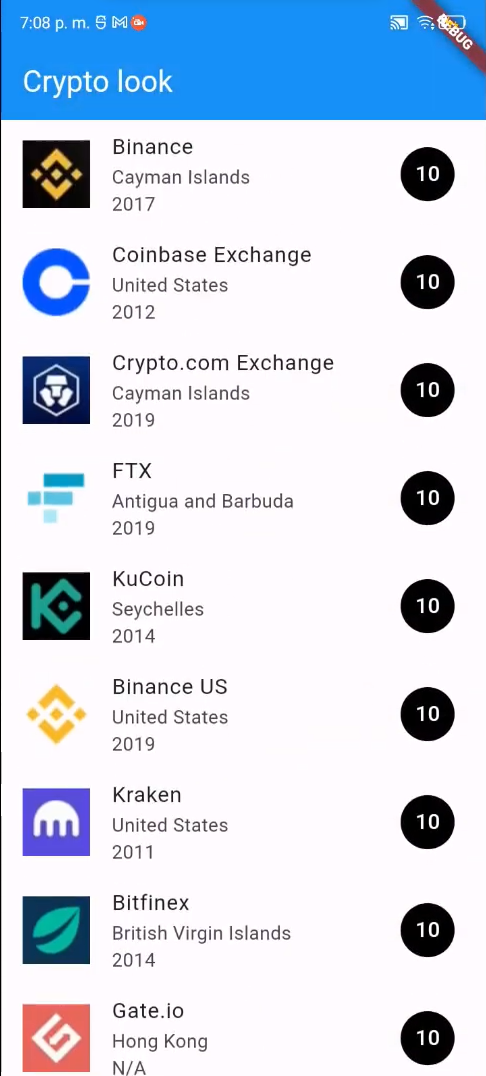 7:08 p. m.
DEBUG
Crypto look
Binance
Cayman Islands
2017
10
Coinbase Exchange
United States
2012
10
Crypto.com Exchange
Cayman Islands
2019
10
FTX
Antigua and Barbuda
2019
10
KuCoin
Seychelles
2014
10
Binance US
United States
2019
10
Kraken
United States
2011
10
Bitfinex
British Virgin Islands
2014
10
Gate.io
Hong Kong
N/A
10